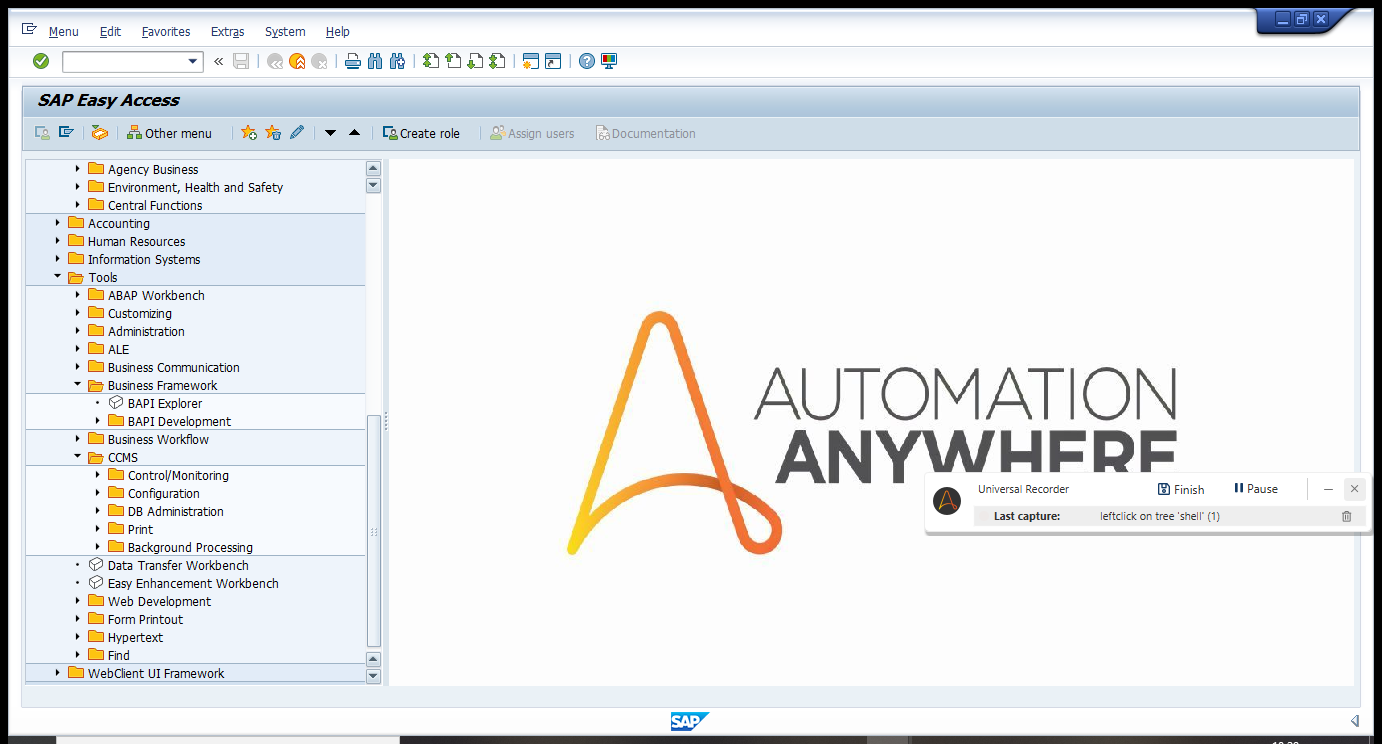 Menu Edit Favorites Extras System Help
SAP Easy Access
Other menu Create role Assign users Documentation
Agency Business
Environment, Health and Safety
Central Functions
Accounting
Human Resources
Information Systems
Tools
ABAP Workbench
Customizing
Administration
ALE
Business Communication
Business Framework
BAPI Explorer
BAPI Development
Business Workflow
CCMS
Control/Monitoring
Configuration
DB Administration
Print
Background Processing
Data Transfer Workbench
Easy Enhancement Workbench
Web Development
Form Printout
Hypertext
Find
WebClient UI Framework
AUTOMATION
ANYWHERE
Universal Recorder Finish Pause
Last capture: leftclick on tree 'shell' (1)
SAP